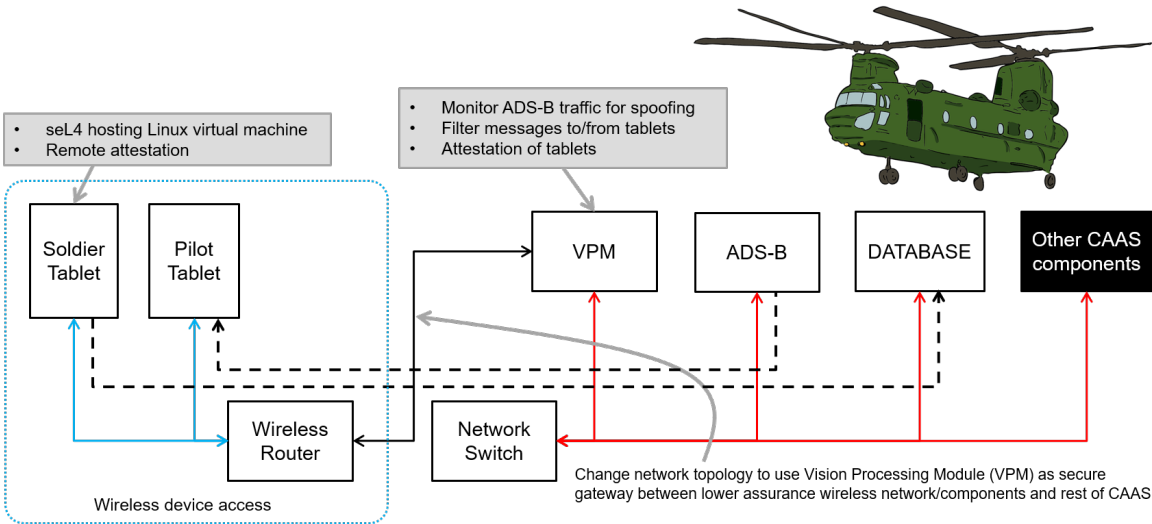 • Monitor ADS-B traffic for spoofing
• Filter messages to/from tablets
• Attestation of tablets
• seL4 hosting Linux virtual machine
• Remote attestation
Soldier
Tablet
Pilot
Tablet
VPM
ADS-B
DATABASE
Other CAAS
components
Wireless
Router
Network
Switch
Wireless device access
Change network topology to use Vision Processing Module (VPM) as secure
gateway between lower assurance wireless network/components and rest of CAAS